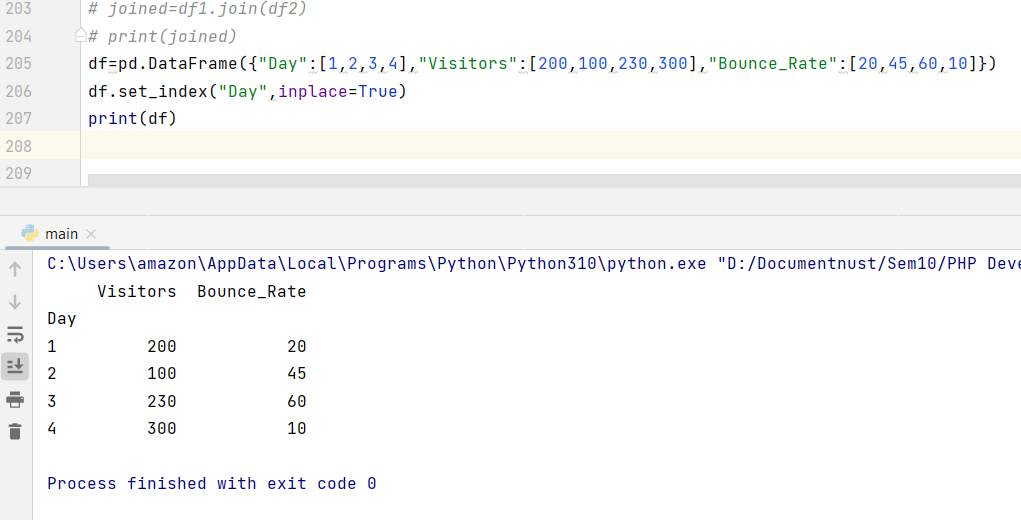 203 # joined=df1.join(df2)
204 # print(joined)
205 df=pd.DataFrame({"Day":[1,2,3,4],"Visitors":[200,100,230,300],"Bounce_Rate":[20,45,60,10]})
206 df.set_index("Day",inplace=True)
207 print(df)
208
209
main
C:\Users\amazon\AppData\Local\Programs\Python\Python310\python.exe "D:/Documentnust/Sem10/PHP Deve
Visitors Bounce_Rate
Day
1 200 20
2 100 45
3 230 60
4 300 10
Process finished with exit code 0